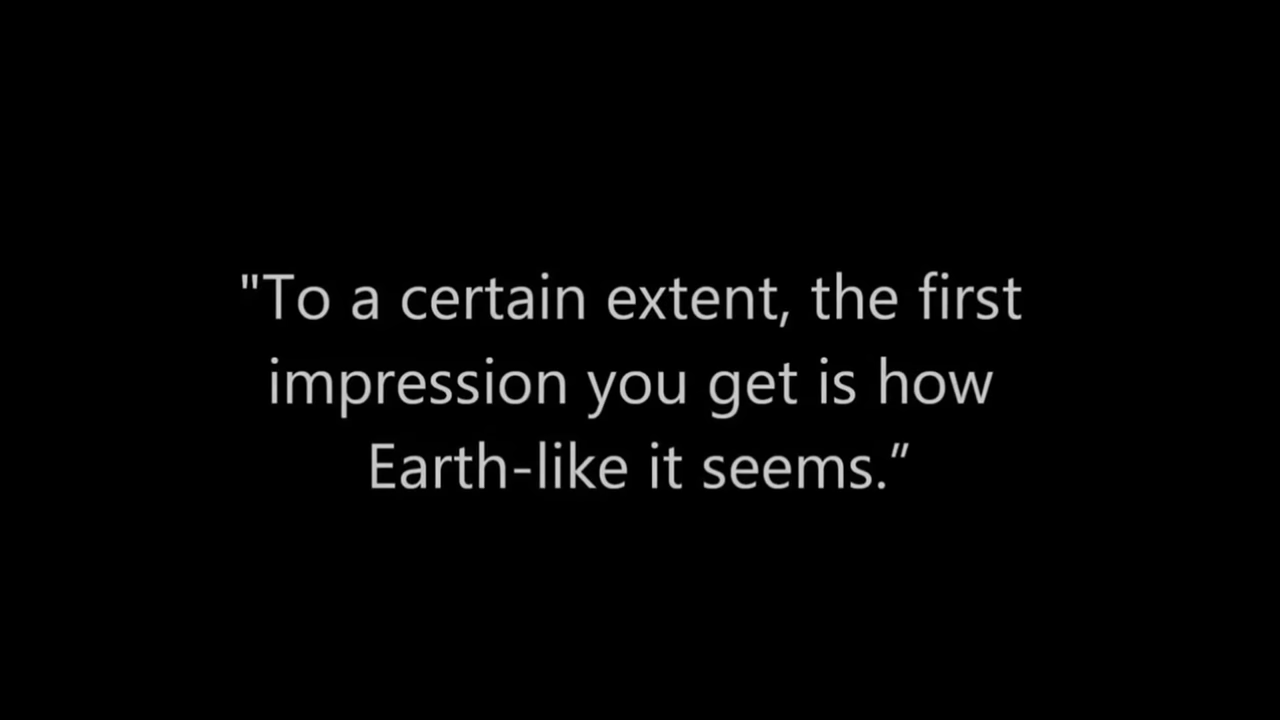 "To a certain extent, the first
impression you get is how
Earth-like it seems.”